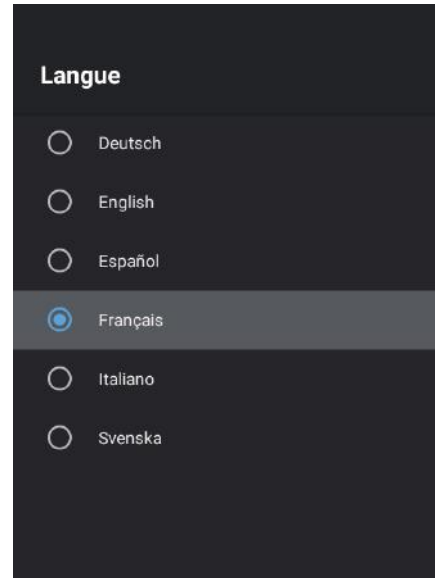 Langue
Deutsch
English
Español
Français
Italiano
Svenska